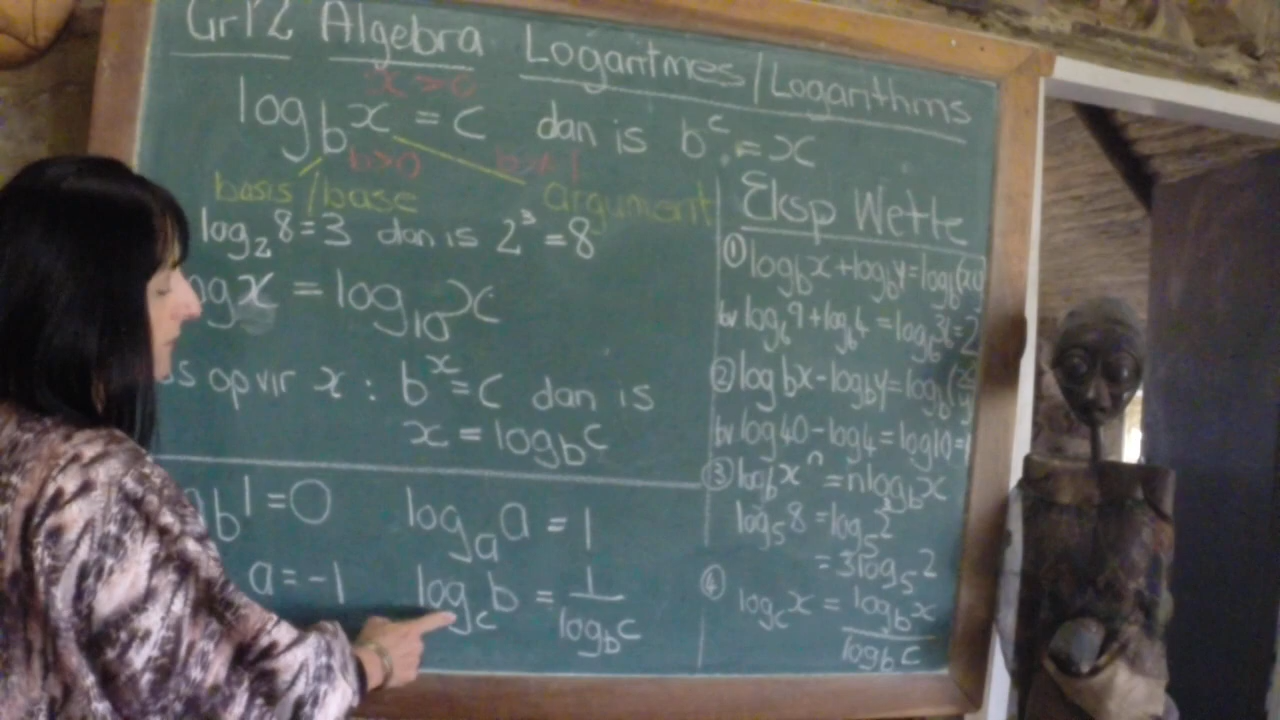 Gr12 Algebra Logaritmes/Logarithms
x > 0
log_b x = c dan is b^c = x
b > 0 b ≠ 1
basis/base argument
log_2 8 = 3 dan is 2^3 = 8
x = log_10 x
op vir x : b^x = c dan is
x = log_b c
b 1 = 0 log_a a = 1
a = -1 log_c b = 1/log_b c
Eksp Wette
① log_b x + log_b y = log_b (xy
bv log_6 9 + log_6 4 = log_6 36 = 2
② log b x - log_b y = log_b (x/y
bv log 40 - log 4 = log 10 = 1
③ log_b x^n = n log_b x
log_5 8 = log_5 2^3
= 3 log_5 2
④ log_c x = log_b x / log_b c